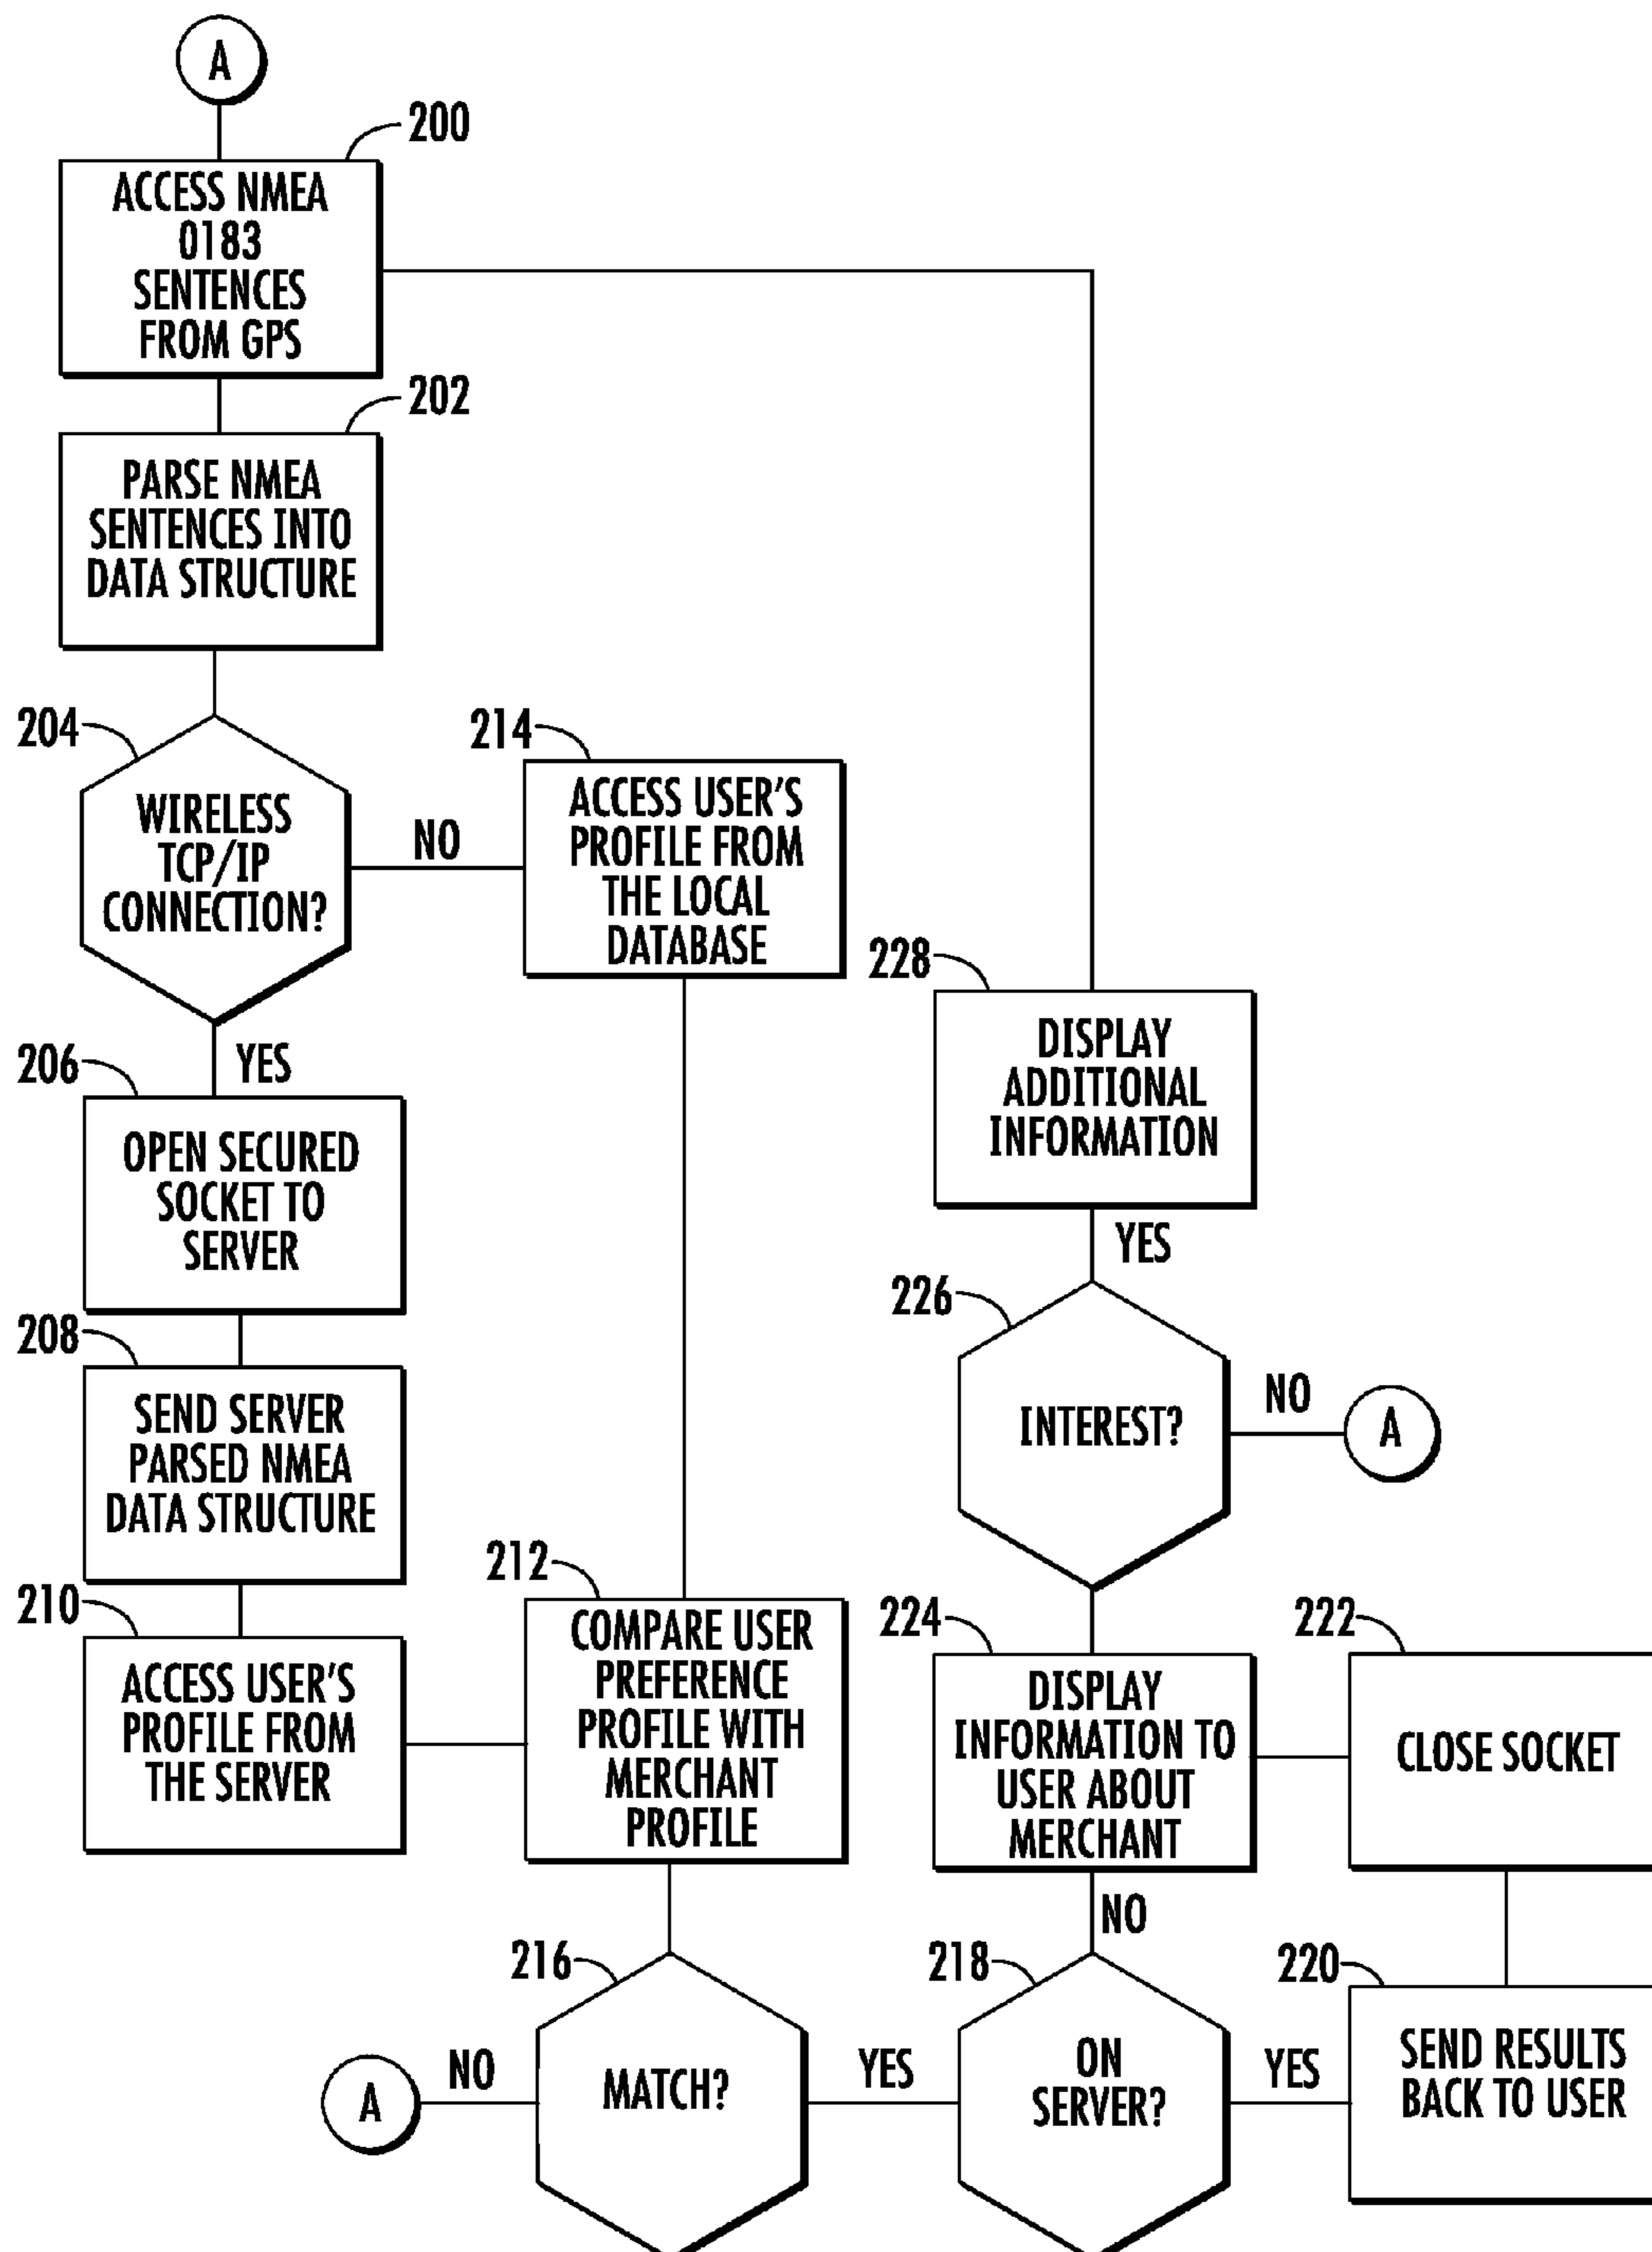 A
200
ACCESS NMEA
0183
SENTENCES
FROM GPS
202
PARSE NMEA
SENTENCES INTO
DATA STRUCTURE
204
WIRELESS
TCP/IP
CONNECTION?
NO
214
ACCESS USER'S
PROFILE FROM
THE LOCAL
DATABASE
YES
206
OPEN SECURED
SOCKET TO
SERVER
208
SEND SERVER
PARSED NMEA
DATA STRUCTURE
210
ACCESS USER'S
PROFILE FROM
THE SERVER
212
COMPARE USER
PREFERENCE
PROFILE WITH
MERCHANT
PROFILE
216
MATCH?
NO
A
YES
218
ON
SERVER?
YES
220
SEND RESULTS
BACK TO USER
222
CLOSE SOCKET
NO
224
DISPLAY
INFORMATION TO
USER ABOUT
MERCHANT
226
INTEREST?
NO
A
YES
228
DISPLAY
ADDITIONAL
INFORMATION